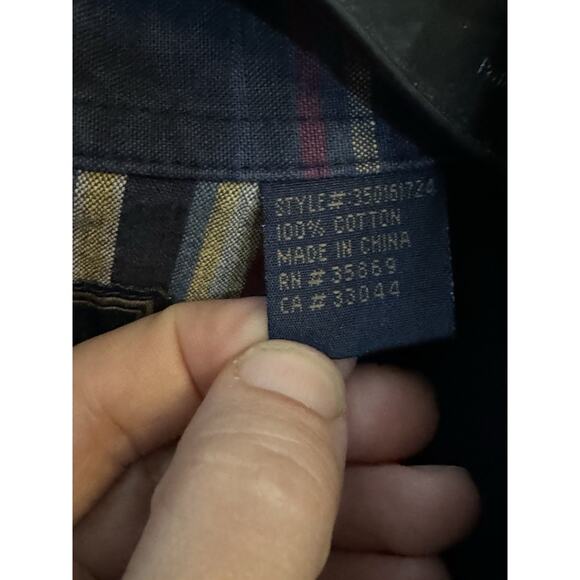 STYLE#:350161724
100% COTTON
MADE IN CHINA
RN # 35869
CA # 33044